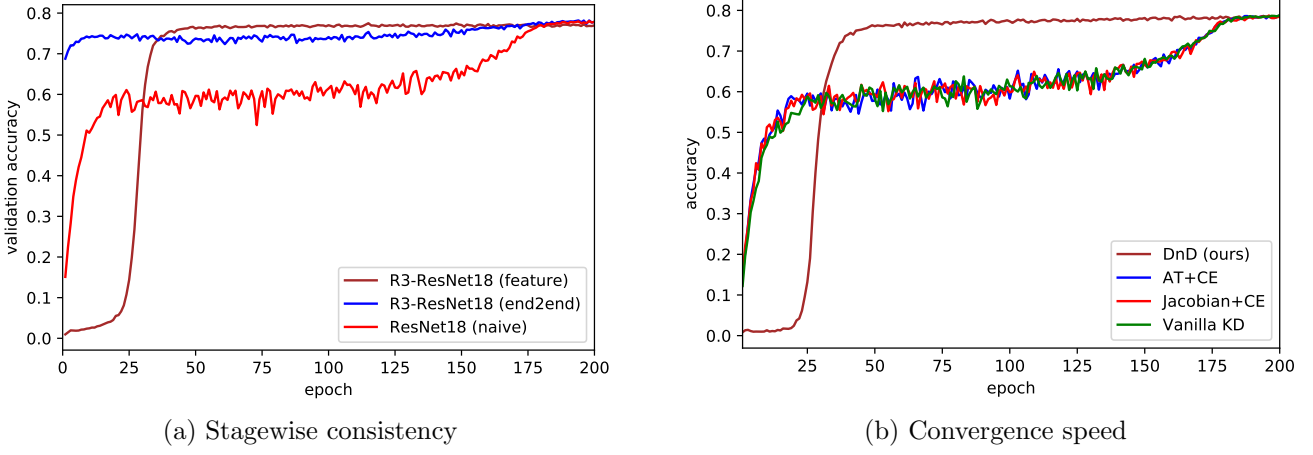 0.8
0.7
0.6
0.5
0.4
0.3
0.2
0.1
0.0
validation accuracy
R3-ResNet18 (feature)
R3-ResNet18 (end2end)
ResNet18 (naive)
0 25 50 75 100 125 150 175 200
epoch
(a) Stagewise consistency
0.8
0.7
0.6
0.5
0.4
0.3
0.2
0.1
0.0
accuracy
DnD (ours)
AT+CE
Jacobian+CE
Vanilla KD
25 50 75 100 125 150 175 200
epoch
(b) Convergence speed